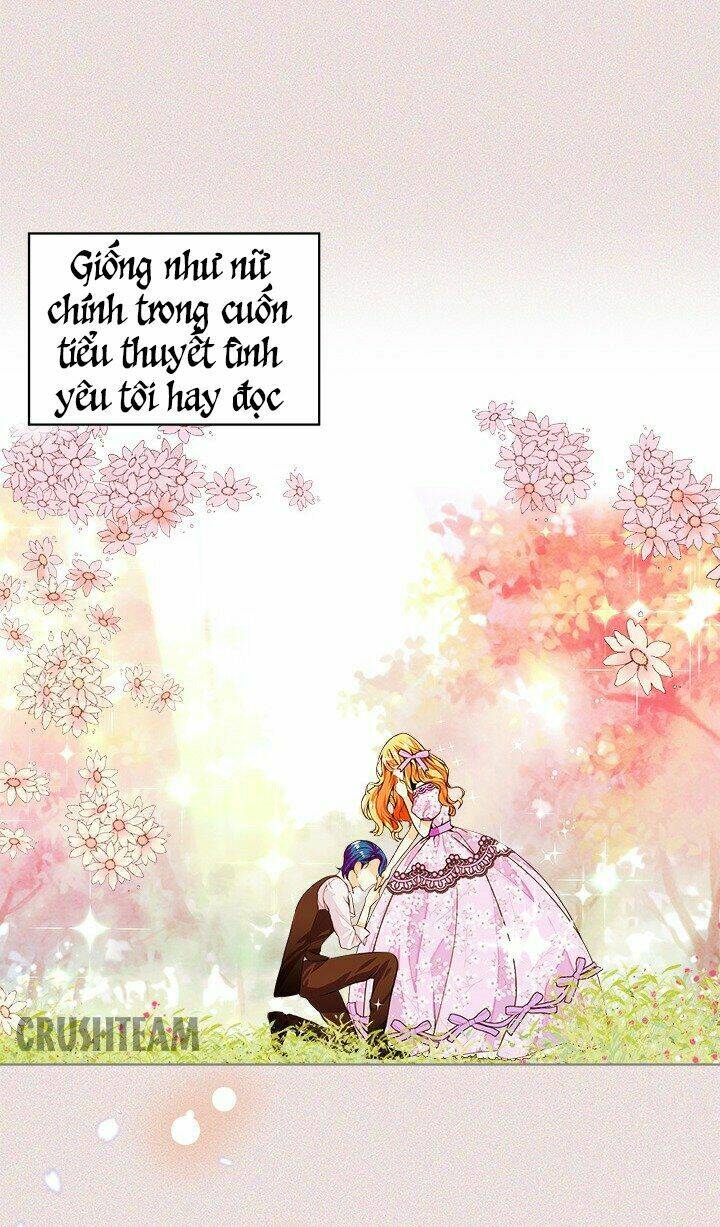 Giống như nữ
chính trong cuốn
tiểu thuyết tình
yêu tôi hay đọc
CRUSHTEAM